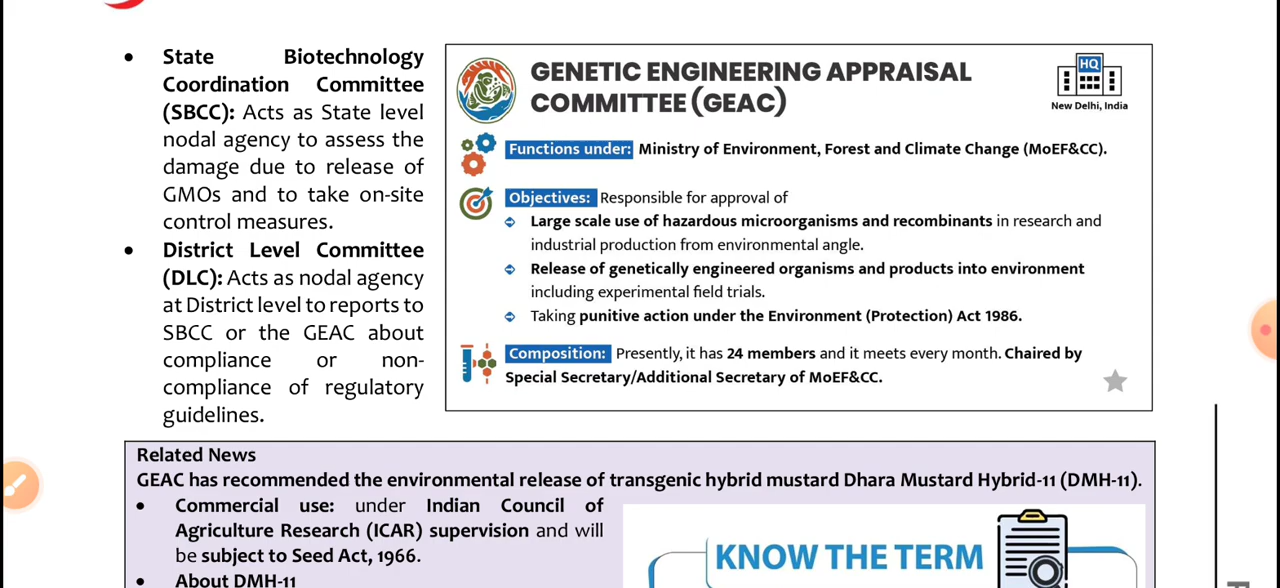 • State Biotechnology
Coordination Committee
(SBCC): Acts as State level
nodal agency to assess the
damage due to release of
GMOs and to take on-site
control measures.
• District Level Committee
(DLC): Acts as nodal agency
at District level to reports to
SBCC or the GEAC about
compliance or non-
compliance of regulatory
guidelines.
GENETIC ENGINEERING APPRAISAL
COMMITTEE (GEAC)
HQ
New Delhi, India
Functions under: Ministry of Environment, Forest and Climate Change (MoEF&CC).
Objectives: Responsible for approval of
Large scale use of hazardous microorganisms and recombinants in research and
industrial production from environmental angle.
Release of genetically engineered organisms and products into environment
including experimental field trials.
Taking punitive action under the Environment (Protection) Act 1986.
Composition: Presently, it has 24 members and it meets every month. Chaired by
Special Secretary/Additional Secretary of MoEF&CC.
Related News
GEAC has recommended the environmental release of transgenic hybrid mustard Dhara Mustard Hybrid-11 (DMH-11).
• Commercial use: under Indian Council of
Agriculture Research (ICAR) supervision and will
be subject to Seed Act, 1966.
• About DMH-11
KNOW THE TERM